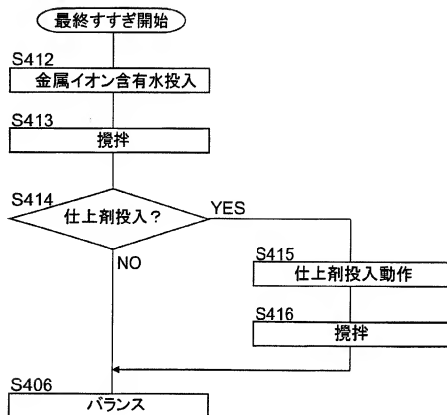 最終すすぎ開始
S412
金属イオン含有水投入
S413
攪拌
S414
仕上剤投入?
YES
NO
S415
仕上剤投入動作
S416
攪拌
S406
バランス